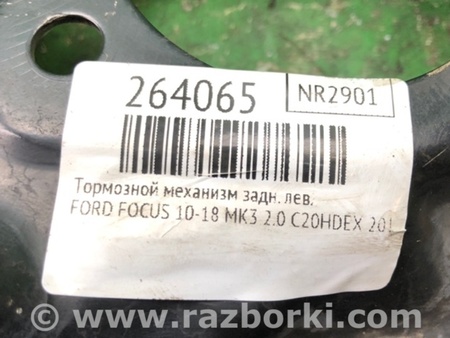 264065
NR2901
Тормозной механизм задн. лев.
FORD FOCUS 10-18 MK3 2.0 C20HDEX 201
www.razborki.com